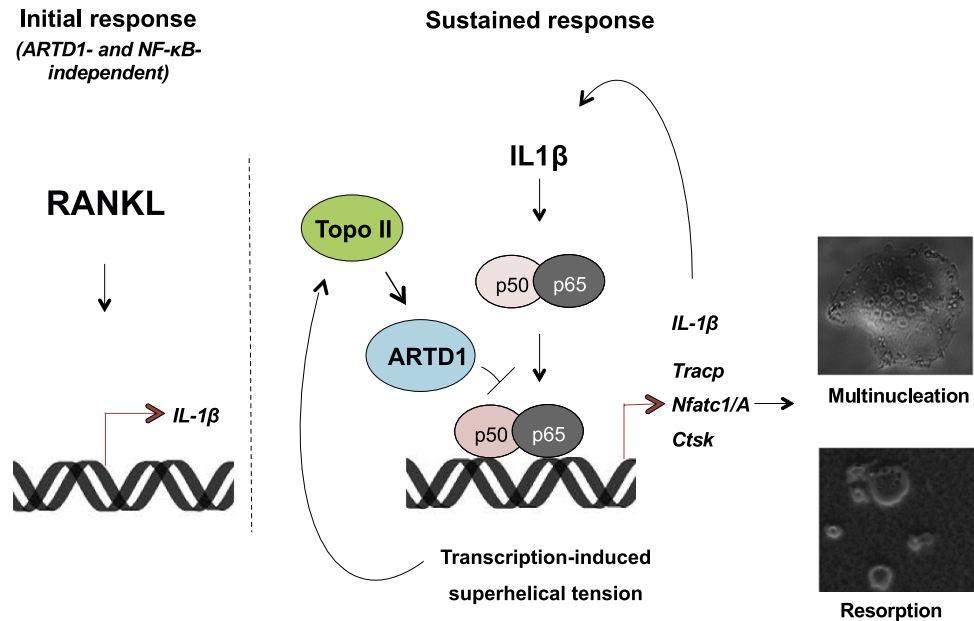 Initial response
(ARTD1- and NF-κB-
independent)
RANKL
IL-1β
Sustained response
IL1β
Topo II
p50
p65
ARTD1
p50
p65
IL-1β
Tracp
Nfatc1/A
Ctsk
Transcription-induced
superhelical tension
Multinucleation
Resorption